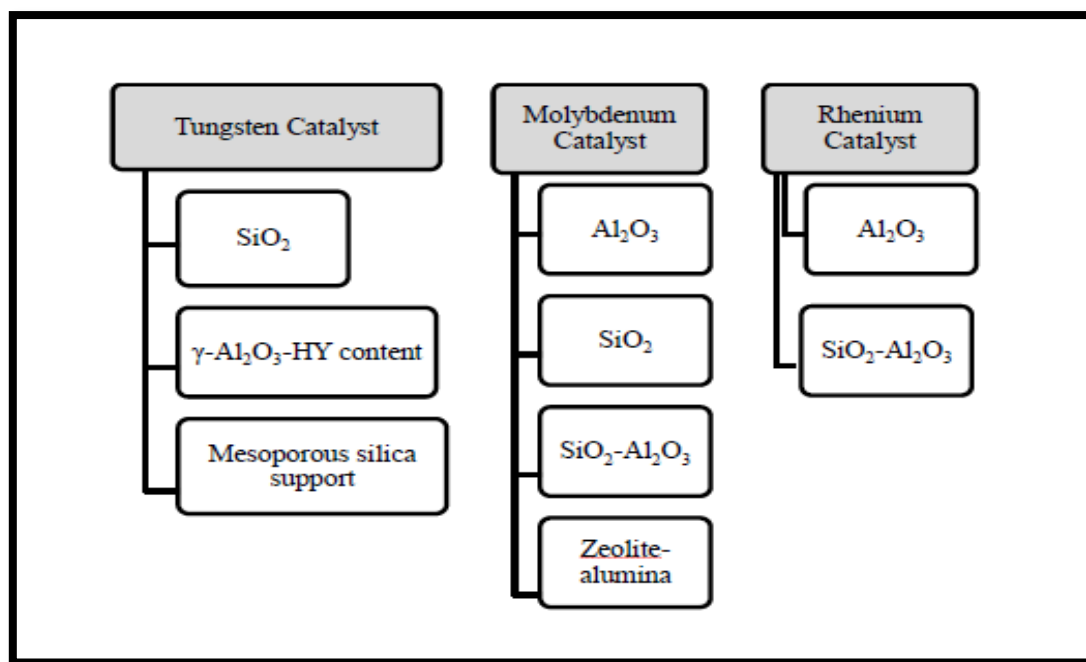 Tungsten Catalyst
SiO₂
γ-Al₂O₃-HY content
Mesoporous silica
support
Molybdenum
Catalyst
Al₂O₃
SiO₂
SiO₂-Al₂O₃
Zeolite-
alumina
Rhenium
Catalyst
Al₂O₃
SiO₂-Al₂O₃